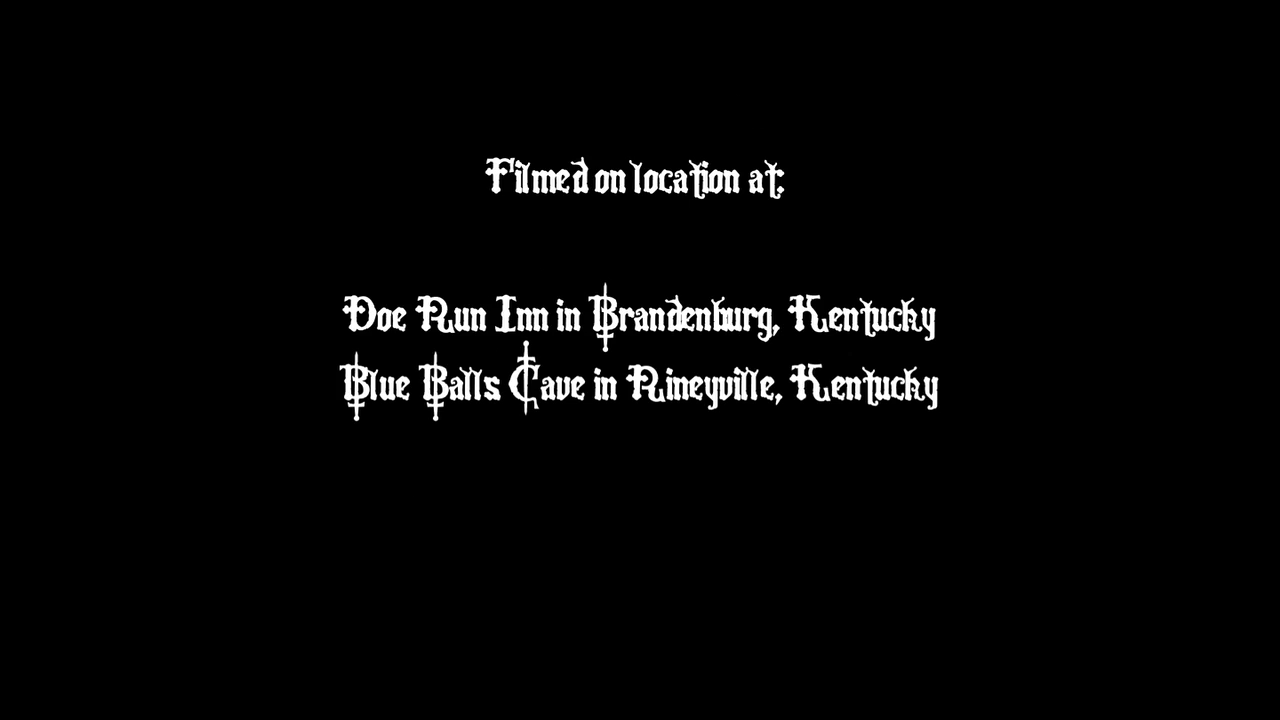 Filmed on location at:
Doe Run Inn in Brandenburg, Kentucky
Blue Balls Cave in Rineyville, Kentucky